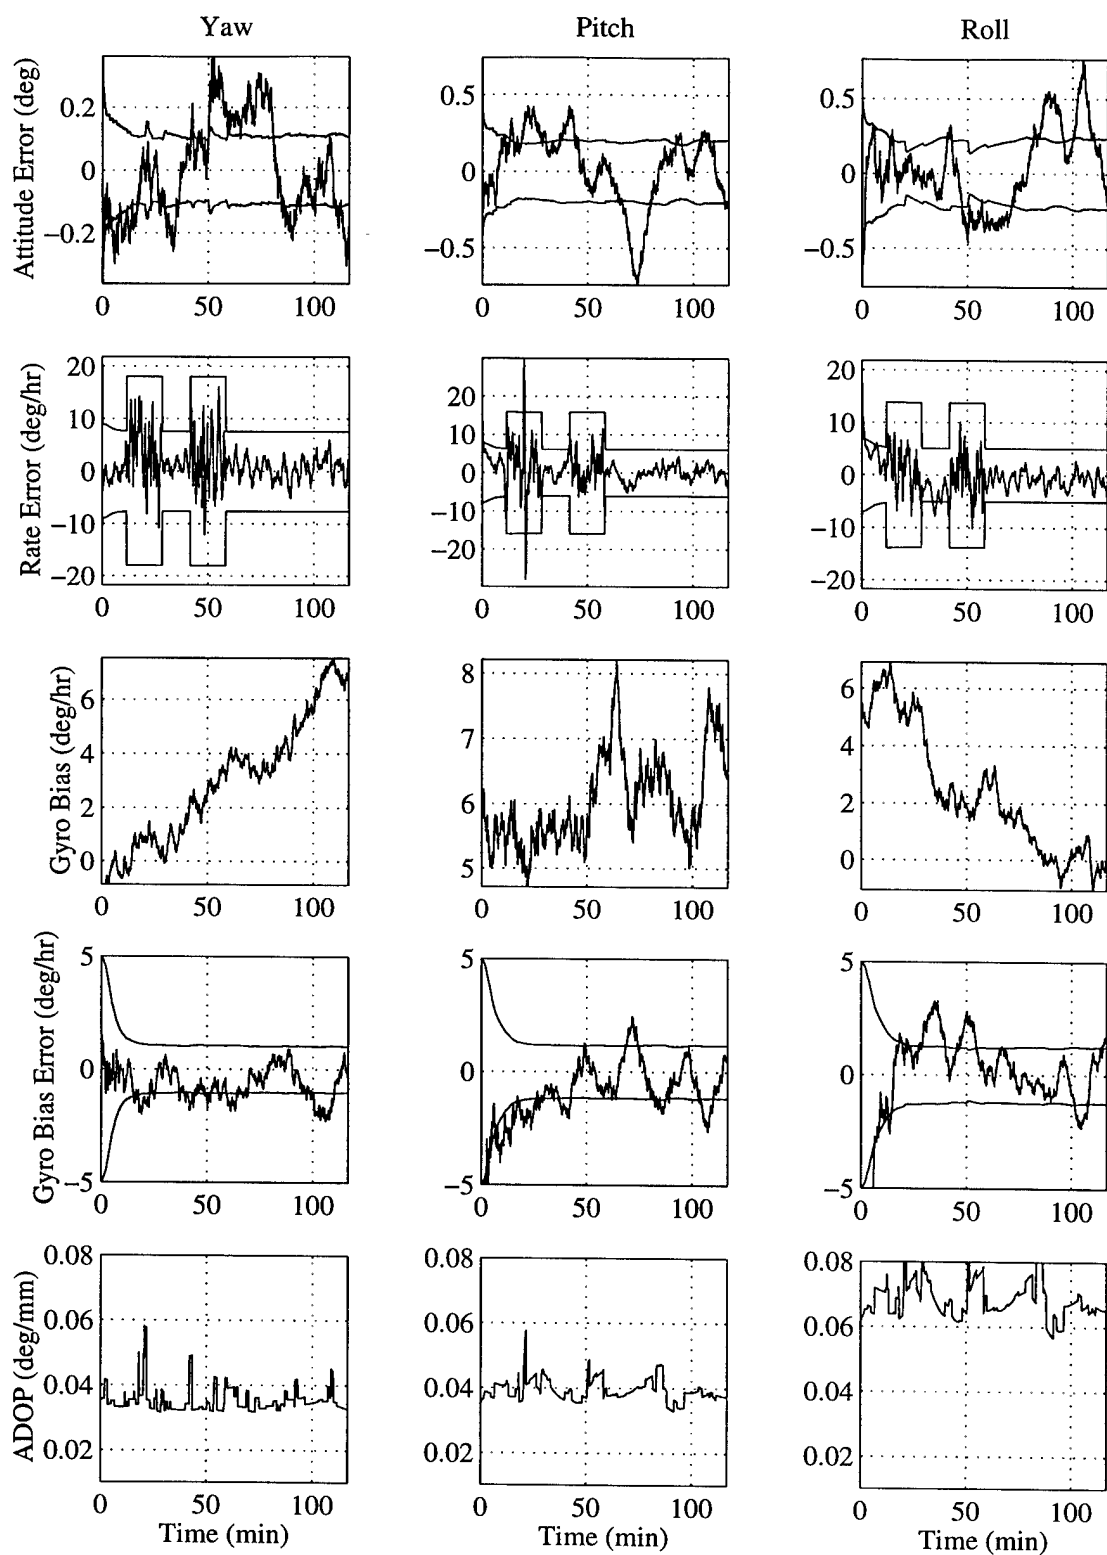 Yaw Pitch Roll
Attitude Error (deg)
0.2
0
−0.2
0 50 100
0.5
0
−0.5
0 50 100
0.5
0
−0.5
0 50 100
Rate Error (deg/hr)
20
10
0
−10
−20
0 50 100
20
10
0
−10
−20
0 50 100
20
10
0
−10
−20
0 50 100
Gyro Bias (deg/hr)
6
4
2
0
0 50 100
8
7
6
5
0 50 100
6
4
2
0
0 50 100
Gyro Bias Error (deg/hr)
5
0
−5
0 50 100
5
0
−5
0 50 100
5
0
−5
0 50 100
ADOP (deg/mm)
0.08
0.06
0.04
0.02
0 50 100
Time (min)
0.08
0.06
0.04
0.02
0 50 100
Time (min)
0.08
0.06
0.04
0.02
0 50 100
Time (min)